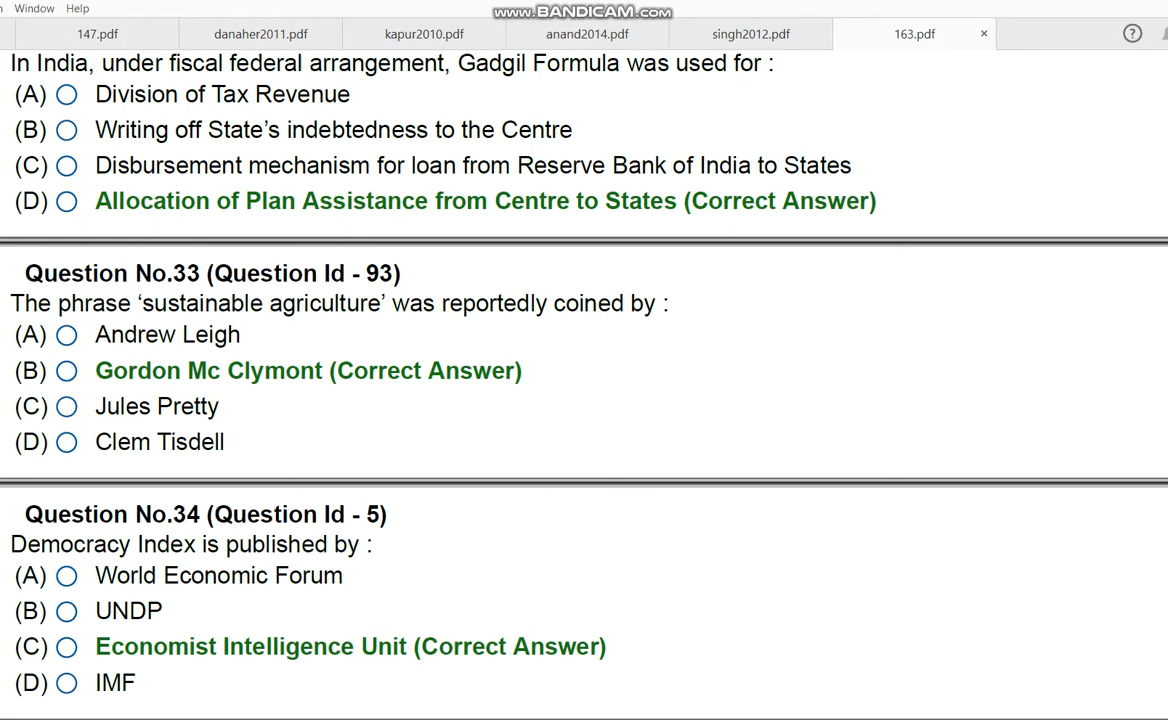 Window Help
www.BANDICAM.com
147.pdf danaher2011.pdf kapur2010.pdf anand2014.pdf singh2012.pdf 163.pdf × ?
In India, under fiscal federal arrangement, Gadgil Formula was used for :
(A) Division of Tax Revenue
(B) Writing off State’s indebtedness to the Centre
(C) Disbursement mechanism for loan from Reserve Bank of India to States
(D) Allocation of Plan Assistance from Centre to States (Correct Answer)
Question No.33 (Question Id - 93)
The phrase ‘sustainable agriculture’ was reportedly coined by :
(A) Andrew Leigh
(B) Gordon Mc Clymont (Correct Answer)
(C) Jules Pretty
(D) Clem Tisdell
Question No.34 (Question Id - 5)
Democracy Index is published by :
(A) World Economic Forum
(B) UNDP
(C) Economist Intelligence Unit (Correct Answer)
(D) IMF